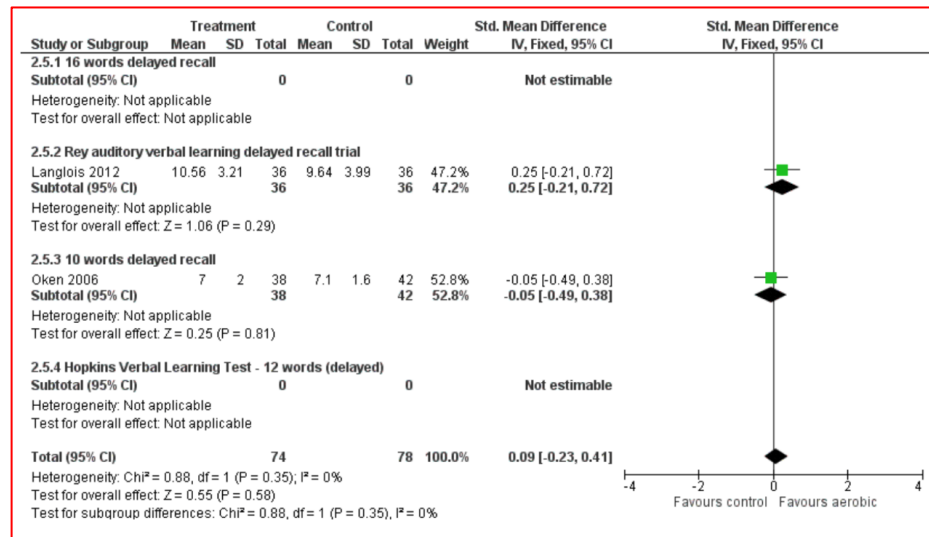 Treatment Control Std. Mean Difference Std. Mean Difference
Study or Subgroup Mean SD Total Mean SD Total Weight IV, Fixed, 95% CI IV, Fixed, 95% CI
2.5.1 16 words delayed recall
Subtotal (95% CI) 0 0 Not estimable
Heterogeneity: Not applicable
Test for overall effect: Not applicable
2.5.2 Rey auditory verbal learning delayed recall trial
Langlois 2012 10.56 3.21 36 9.64 3.99 36 47.2% 0.25 [-0.21, 0.72]
Subtotal (95% CI) 36 36 47.2% 0.25 [-0.21, 0.72]
Heterogeneity: Not applicable
Test for overall effect: Z = 1.06 (P = 0.29)
2.5.3 10 words delayed recall
Oken 2006 7 2 38 7.1 1.6 42 52.8% -0.05 [-0.49, 0.38]
Subtotal (95% CI) 38 42 52.8% -0.05 [-0.49, 0.38]
Heterogeneity: Not applicable
Test for overall effect: Z = 0.25 (P = 0.81)
2.5.4 Hopkins Verbal Learning Test - 12 words (delayed)
Subtotal (95% CI) 0 0 Not estimable
Heterogeneity: Not applicable
Test for overall effect: Not applicable
Total (95% CI) 74 78 100.0% 0.09 [-0.23, 0.41]
Heterogeneity: Chi² = 0.88, df = 1 (P = 0.35); I² = 0%
Test for overall effect: Z = 0.55 (P = 0.58)
Test for subgroup differences: Chi² = 0.88, df = 1 (P = 0.35), I² = 0%
-4 -2 0 2 4
Favours control Favours aerobic